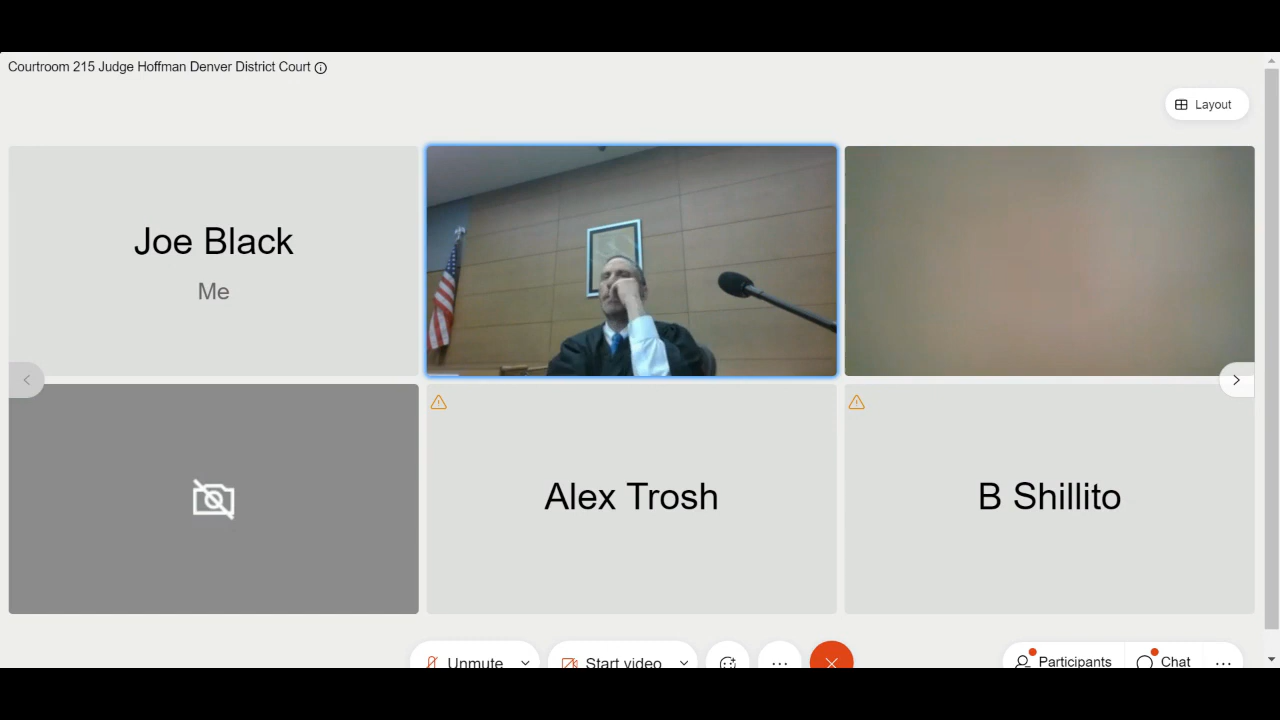 Courtroom 215 Judge Hoffman Denver District Court
Layout
Joe Black
Me
Alex Trosh
B Shillito
Unmute
Start video
Participants
Chat